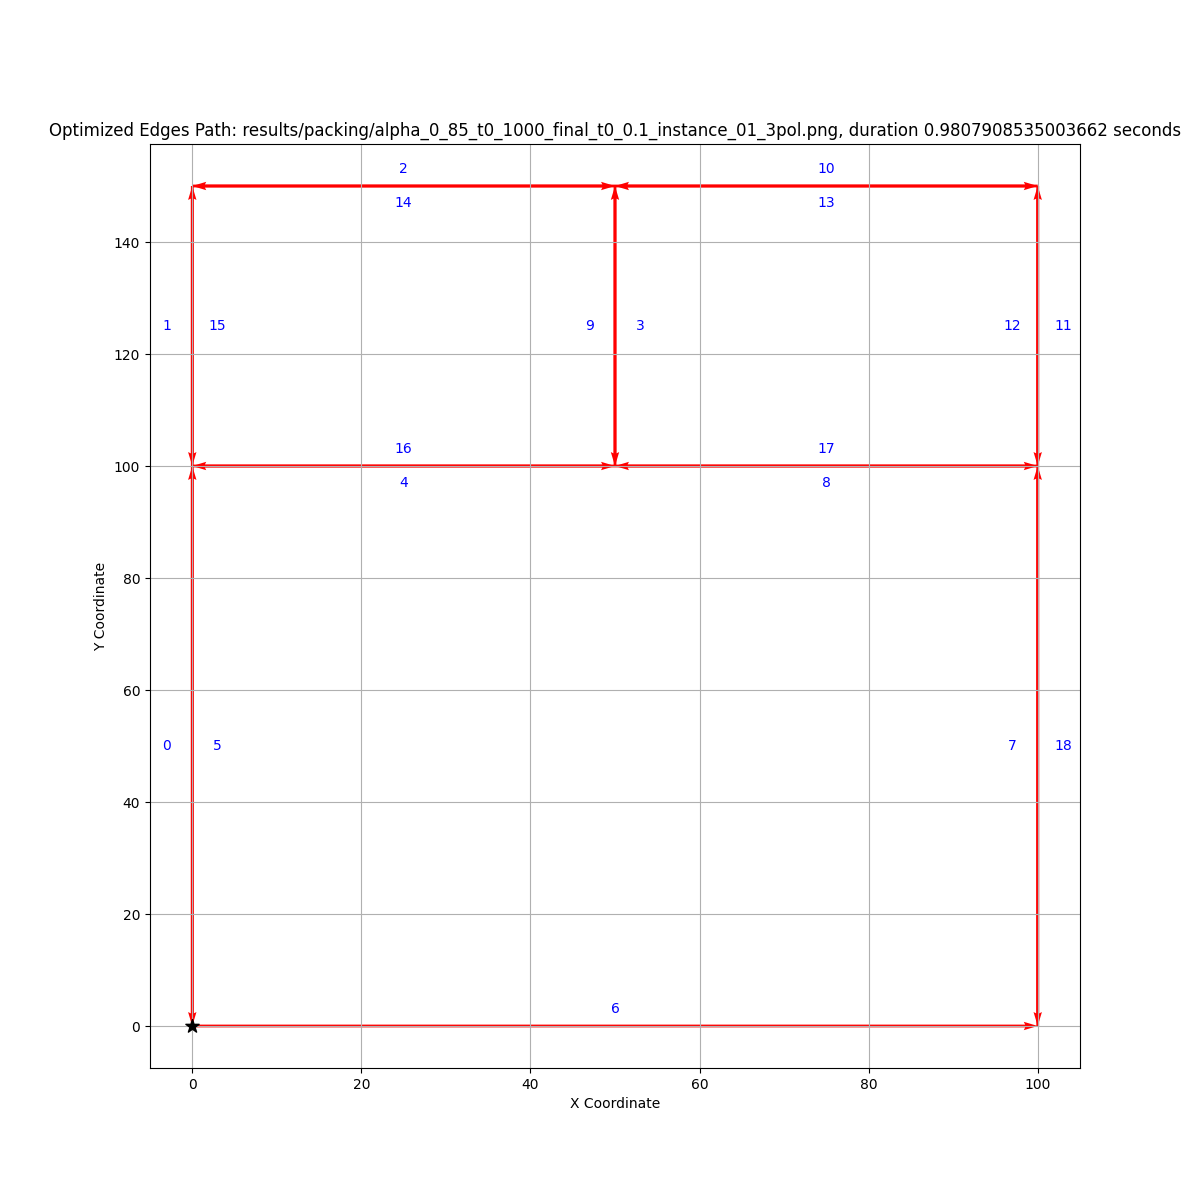 Optimized Edges Path: results/packing/alpha_0_85_t0_1000_final_t0_0.1_instance_01_3pol.png, duration 0.9807908535003662 seconds
2 10
14 13
140
1 15 9 3 12 11
120
16 17
100
4 8
80
Y Coordinate
60
0 5 7 18
40
20
6
0
0 20 40 60 80 100
X Coordinate